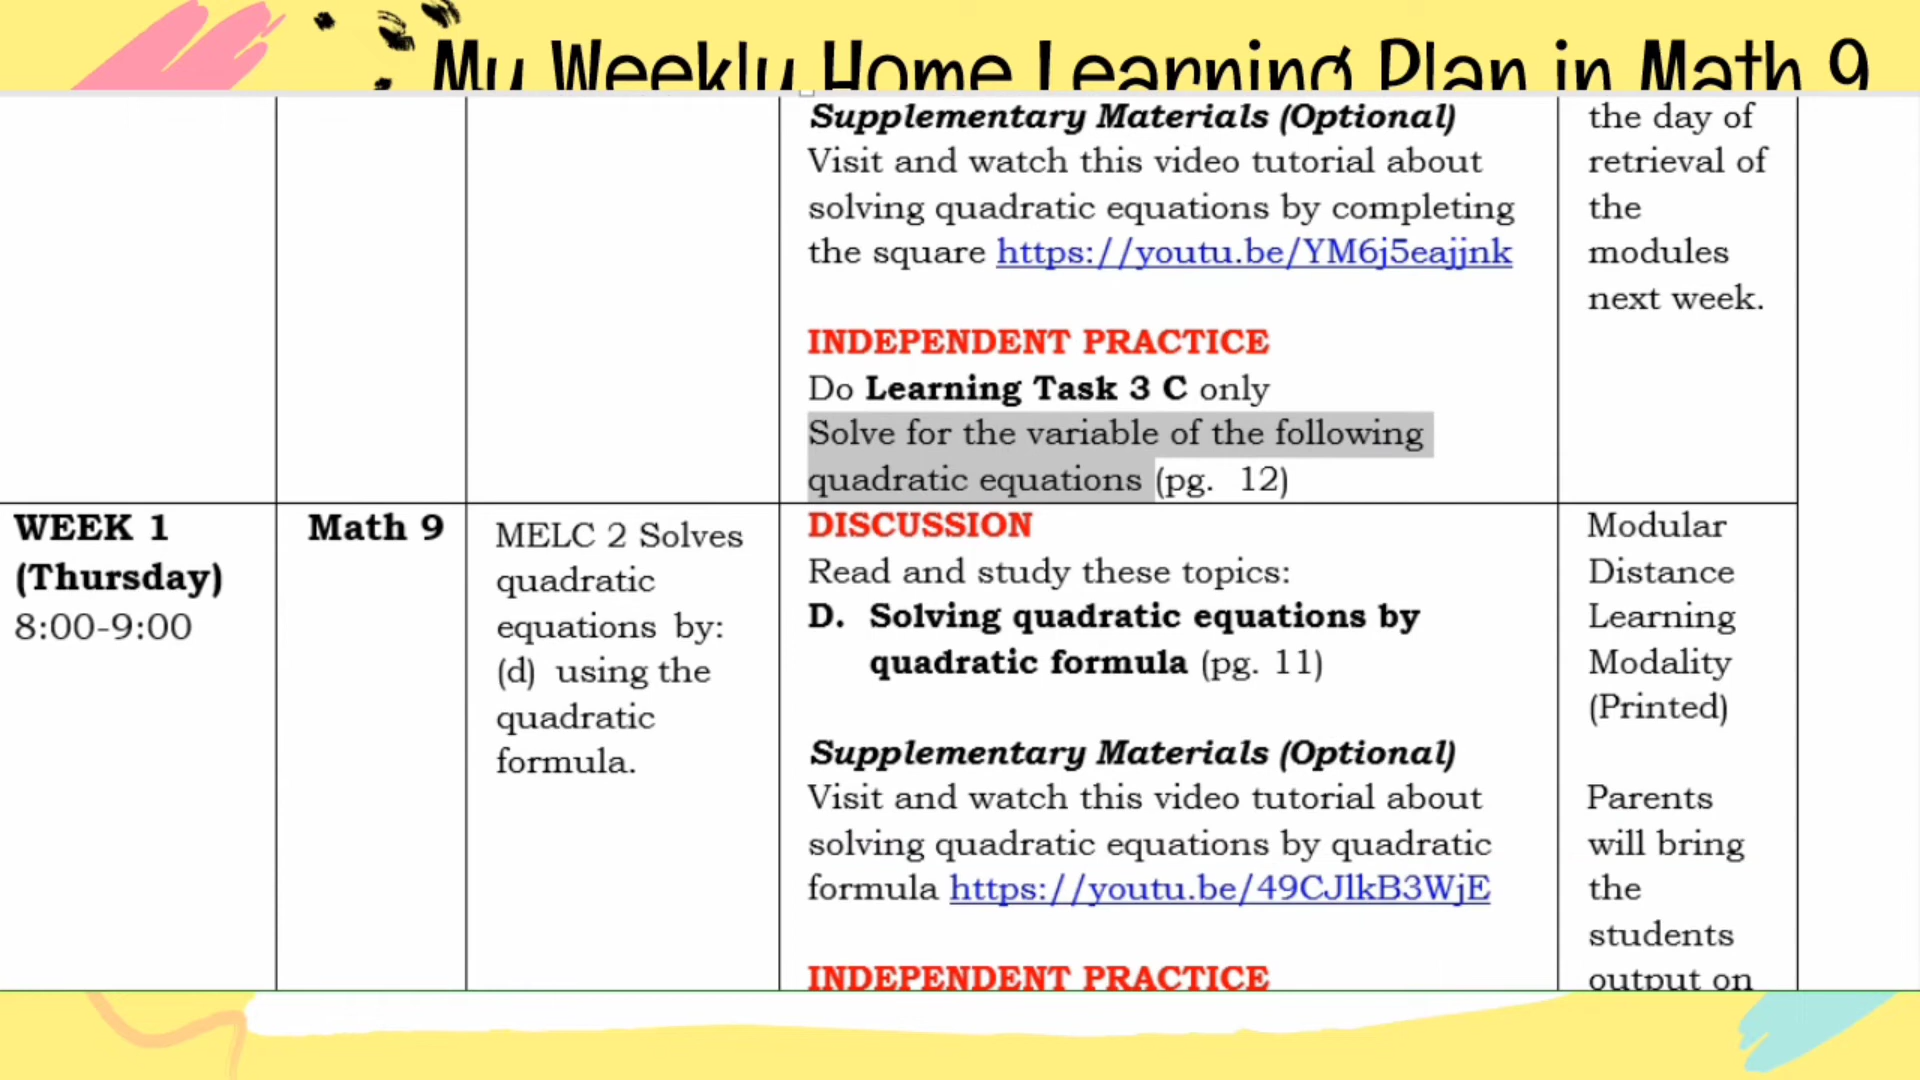 My Weekly Home Learning Plan in Math 9
Supplementary Materials (Optional)
Visit and watch this video tutorial about
solving quadratic equations by completing
the square https://youtu.be/YM6j5eajjnk
INDEPENDENT PRACTICE
Do Learning Task 3 C only
Solve for the variable of the following
quadratic equations (pg. 12)
the day of
retrieval of
the
modules
next week.
WEEK 1
(Thursday)
8:00-9:00
Math 9
MELC 2 Solves
quadratic
equations by:
(d) using the
quadratic
formula.
DISCUSSION
Read and study these topics:
D. Solving quadratic equations by
quadratic formula (pg. 11)
Supplementary Materials (Optional)
Visit and watch this video tutorial about
solving quadratic equations by quadratic
formula https://youtu.be/49CJlkB3WjE
INDEPENDENT PRACTICE
Modular
Distance
Learning
Modality
(Printed)
Parents
will bring
the
students
output on